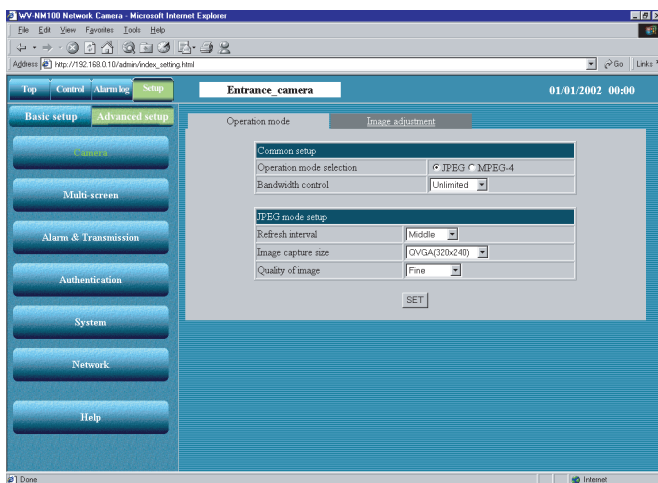 WV-NM100 Network Camera - Microsoft Internet Explorer
File Edit View Favorites Tools Help
Address http://192.168.0.10/admin/index_setting.html Go Links
Top Control Alarm log Setup Entrance_camera 01/01/2002 00:00
Basic setup Advanced setup
Operation mode Image adjustment
Camera
Common setup
Operation mode selection JPEG MPEG-4
Bandwidth control Unlimited
Multi-screen
JPEG mode setup
Refresh interval Middle
Alarm & Transmission
Image capture size QVGA(320x240)
Quality of image Fine
Authentication
SET
System
Network
Help
Done Internet